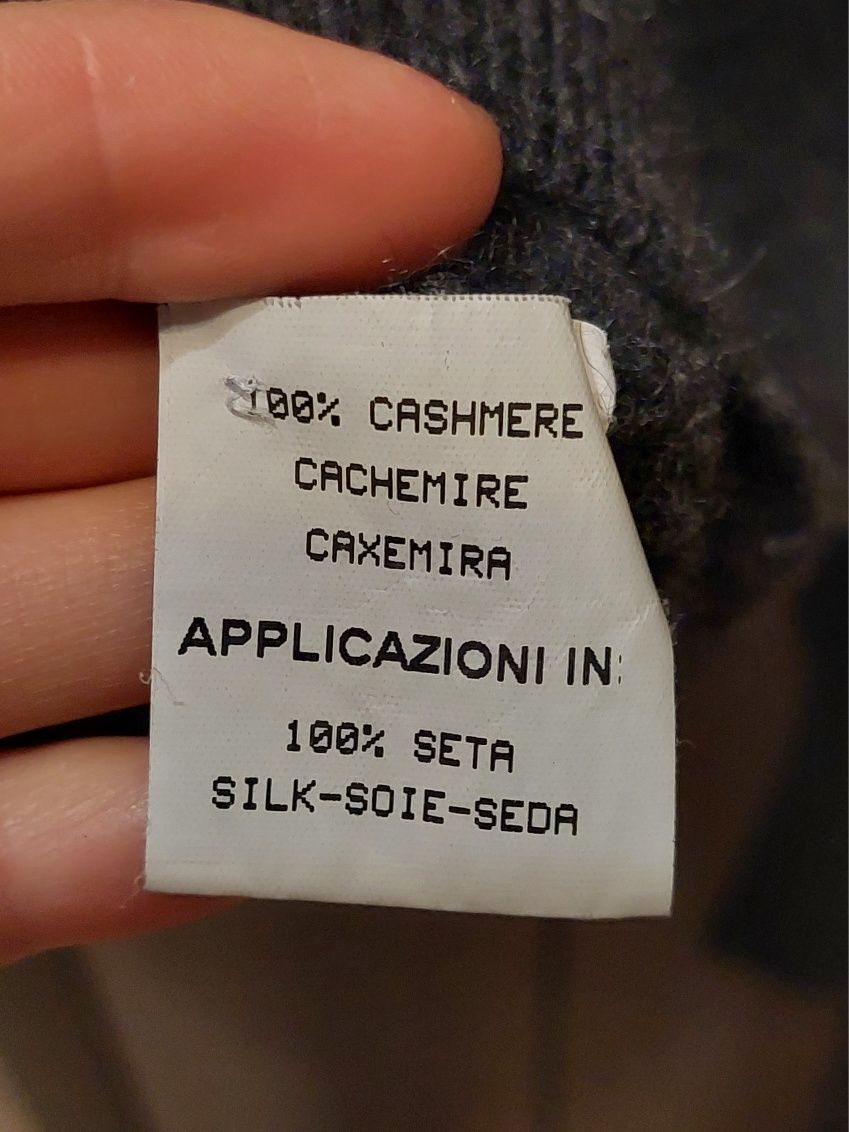 100% CASHMERE
CACHEMIRE
CAXEMIRA
APPLICAZIONI IN:
100% SETA
SILK-SOIE-SEDA